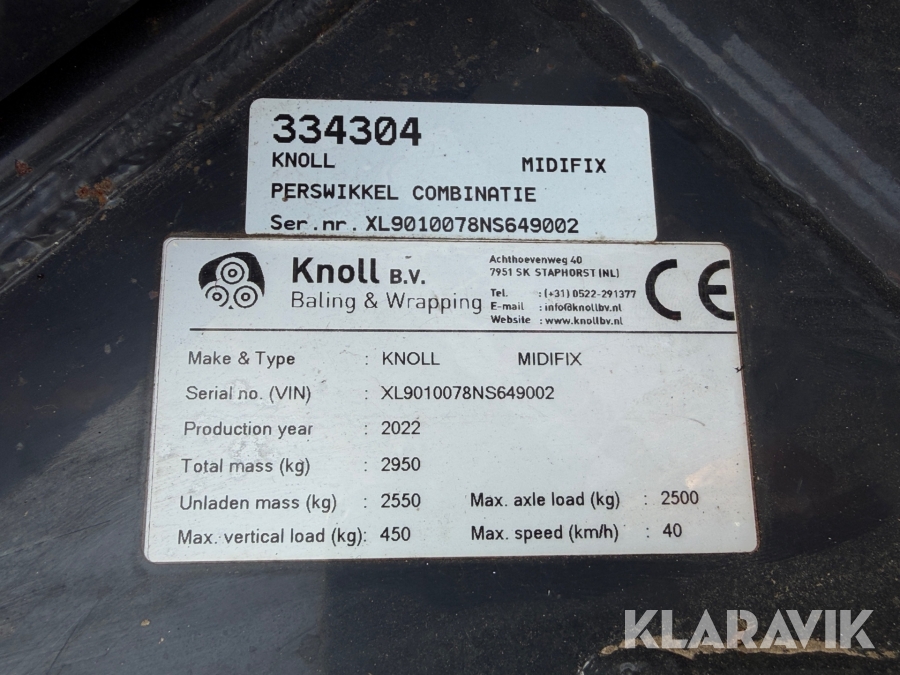 334304
KNOLL MIDIFIX
PERSWIKKEL COMBINATIE
Ser.nr. XL9010078NS649002
Knoll B.V.
Baling & Wrapping
Achthoevenweg 40
7951 SK STAPHORST (NL)
Tel. : (+31) 0522-291377
E-mail : info@knollbv.nl
Website : www.knollbv.nl
CE
Make & Type : KNOLL MIDIFIX
Serial no. (VIN) : XL9010078NS649002
Production year : 2022
Total mass (kg) : 2950
Unladen mass (kg) : 2550 Max. axle load (kg) : 2500
Max. vertical load (kg): 450 Max. speed (km/h) : 40
KLARAVIK